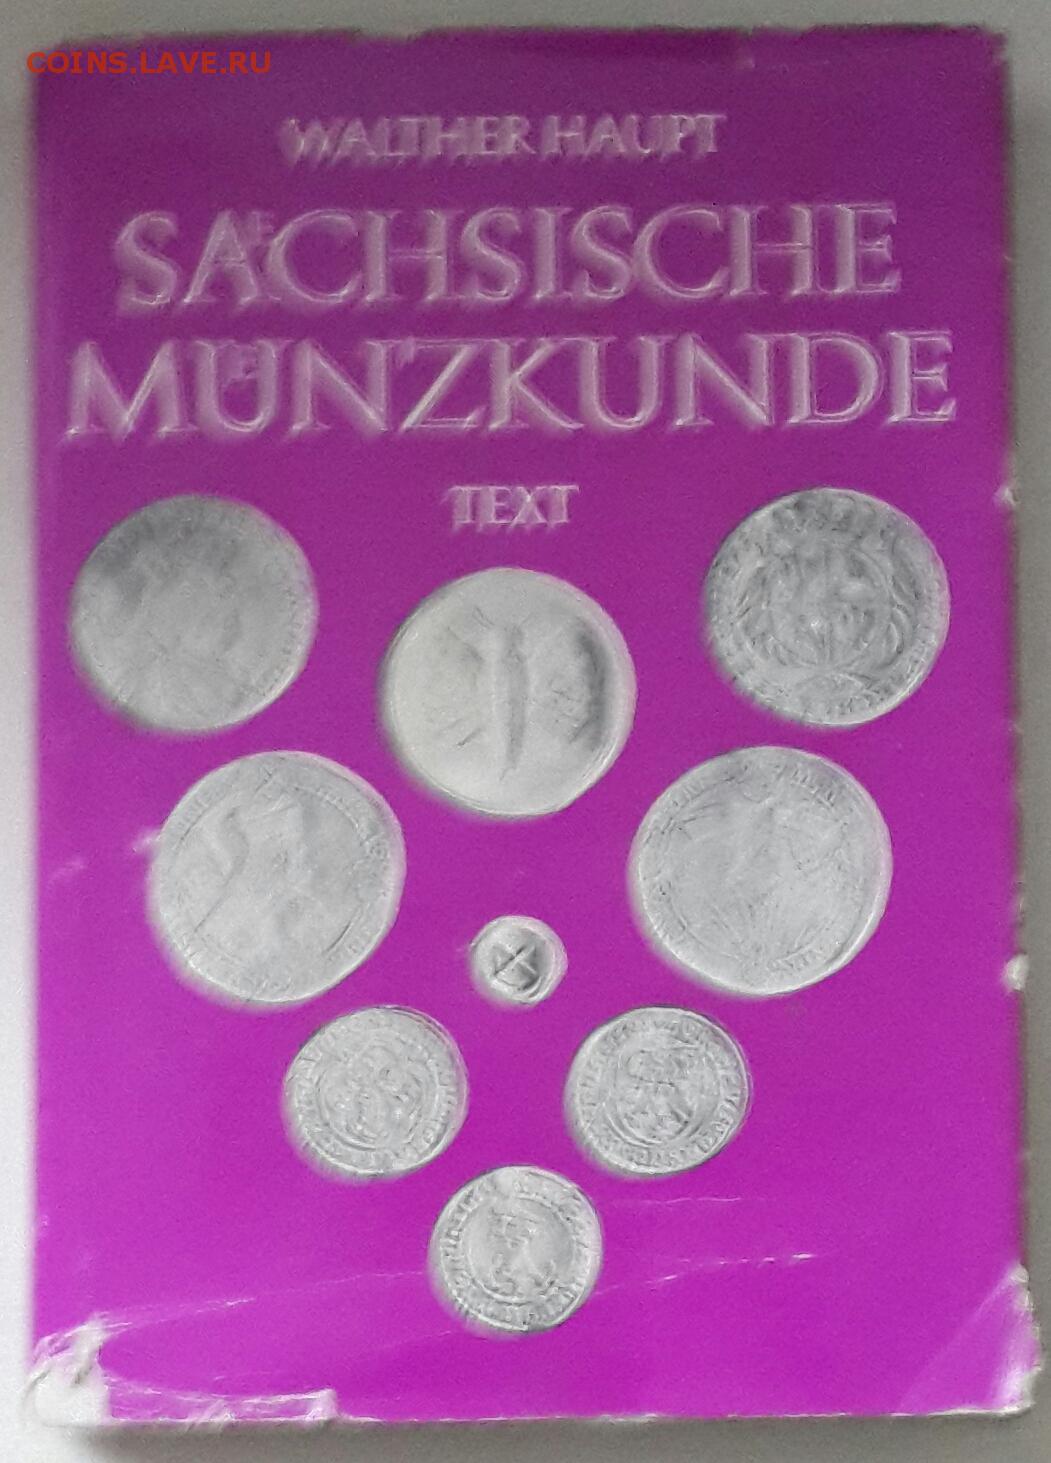 COINS.LAVE.RU
WALTHER HAUPT
SÄCHSISCHE
MÜNZKUNDE
TEXT